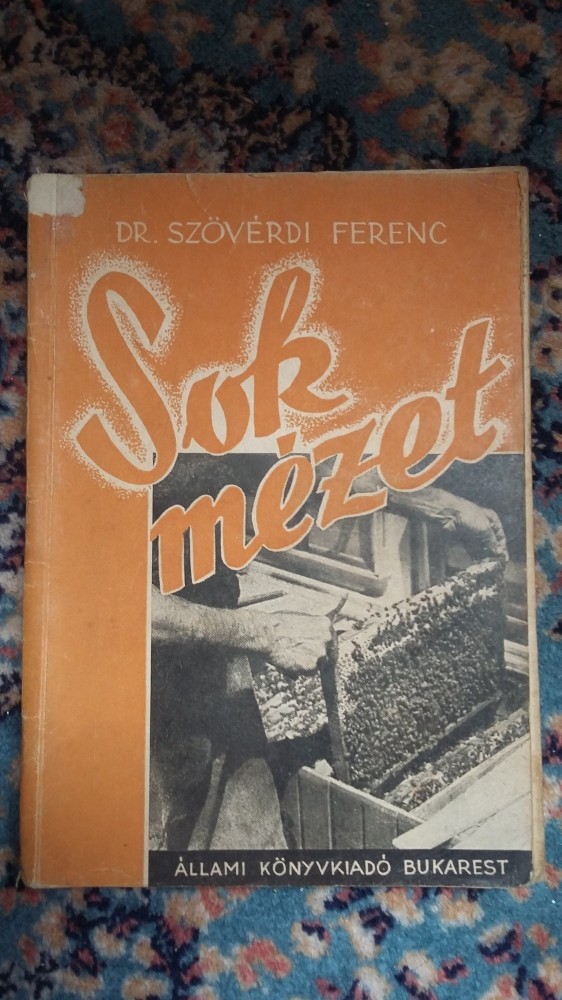 DR. SZÖVÉRDI FERENC
Sok
mézet
ÁLLAMI KÖNYVKIADÓ BUKAREST